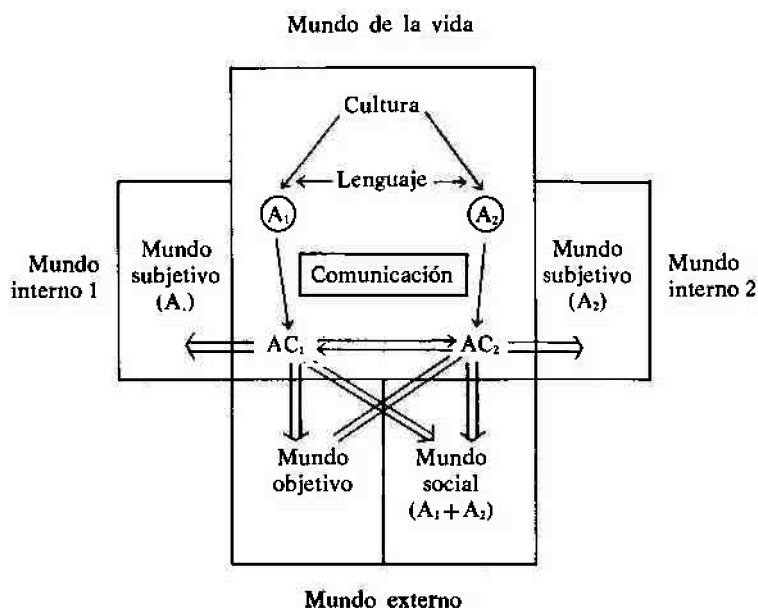 Mundo de la vida
Cultura
Lenguaje
A₁
A₂
Mundo
interno 1
Mundo
subjetivo
(A.)
Comunicación
Mundo
subjetivo
(A₂)
Mundo
interno 2
AC₁
AC₂
Mundo
objetivo
Mundo
social
(A₁+A₂)
Mundo externo